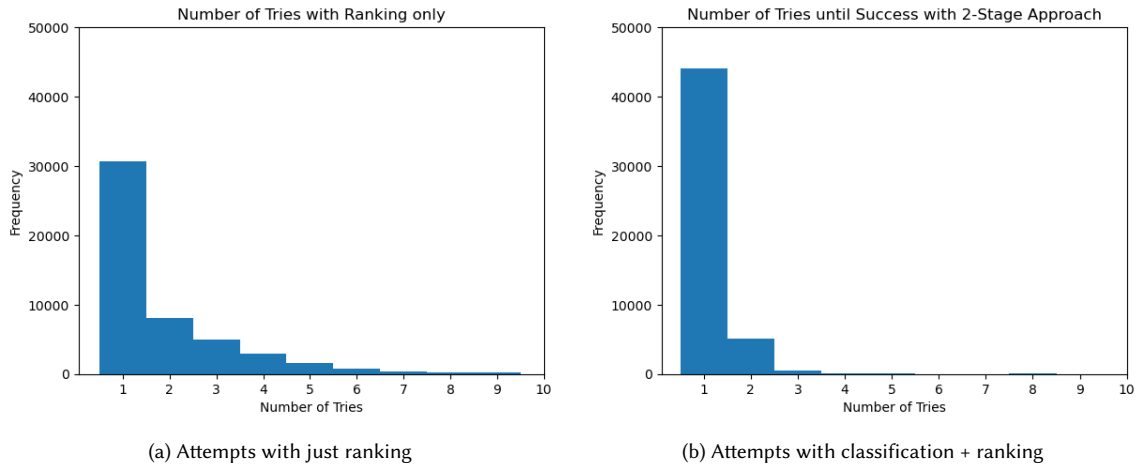 Number of Tries with Ranking only
50000
40000
30000
20000
10000
0
Frequency
1 2 3 4 5 6 7 8 9 10
Number of Tries
(a) Attempts with just ranking
Number of Tries until Success with 2-Stage Approach
50000
40000
30000
20000
10000
0
Frequency
1 2 3 4 5 6 7 8 9 10
Number of Tries
(b) Attempts with classification + ranking